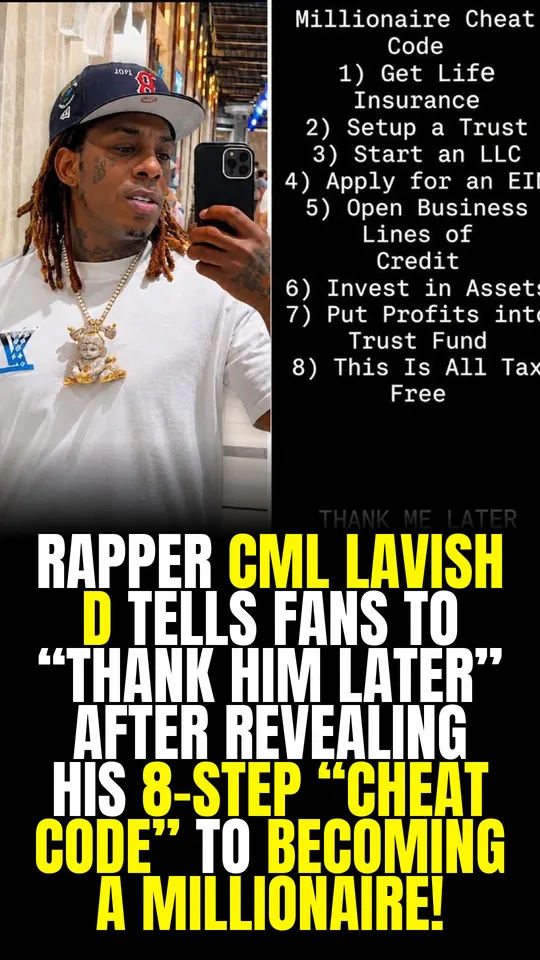 Millionaire Cheat
Code
1) Get Life
Insurance
2) Setup a Trust
3) Start an LLC
4) Apply for an EIN
5) Open Business
Lines of
Credit
6) Invest in Assets
7) Put Profits into
Trust Fund
8) This Is All Tax
Free
THANK ME LATER
RAPPER CML LAVISH
D TELLS FANS TO
“THANK HIM LATER”
AFTER REVEALING
HIS 8-STEP “CHEAT
CODE” TO BECOMING
A MILLIONAIRE!